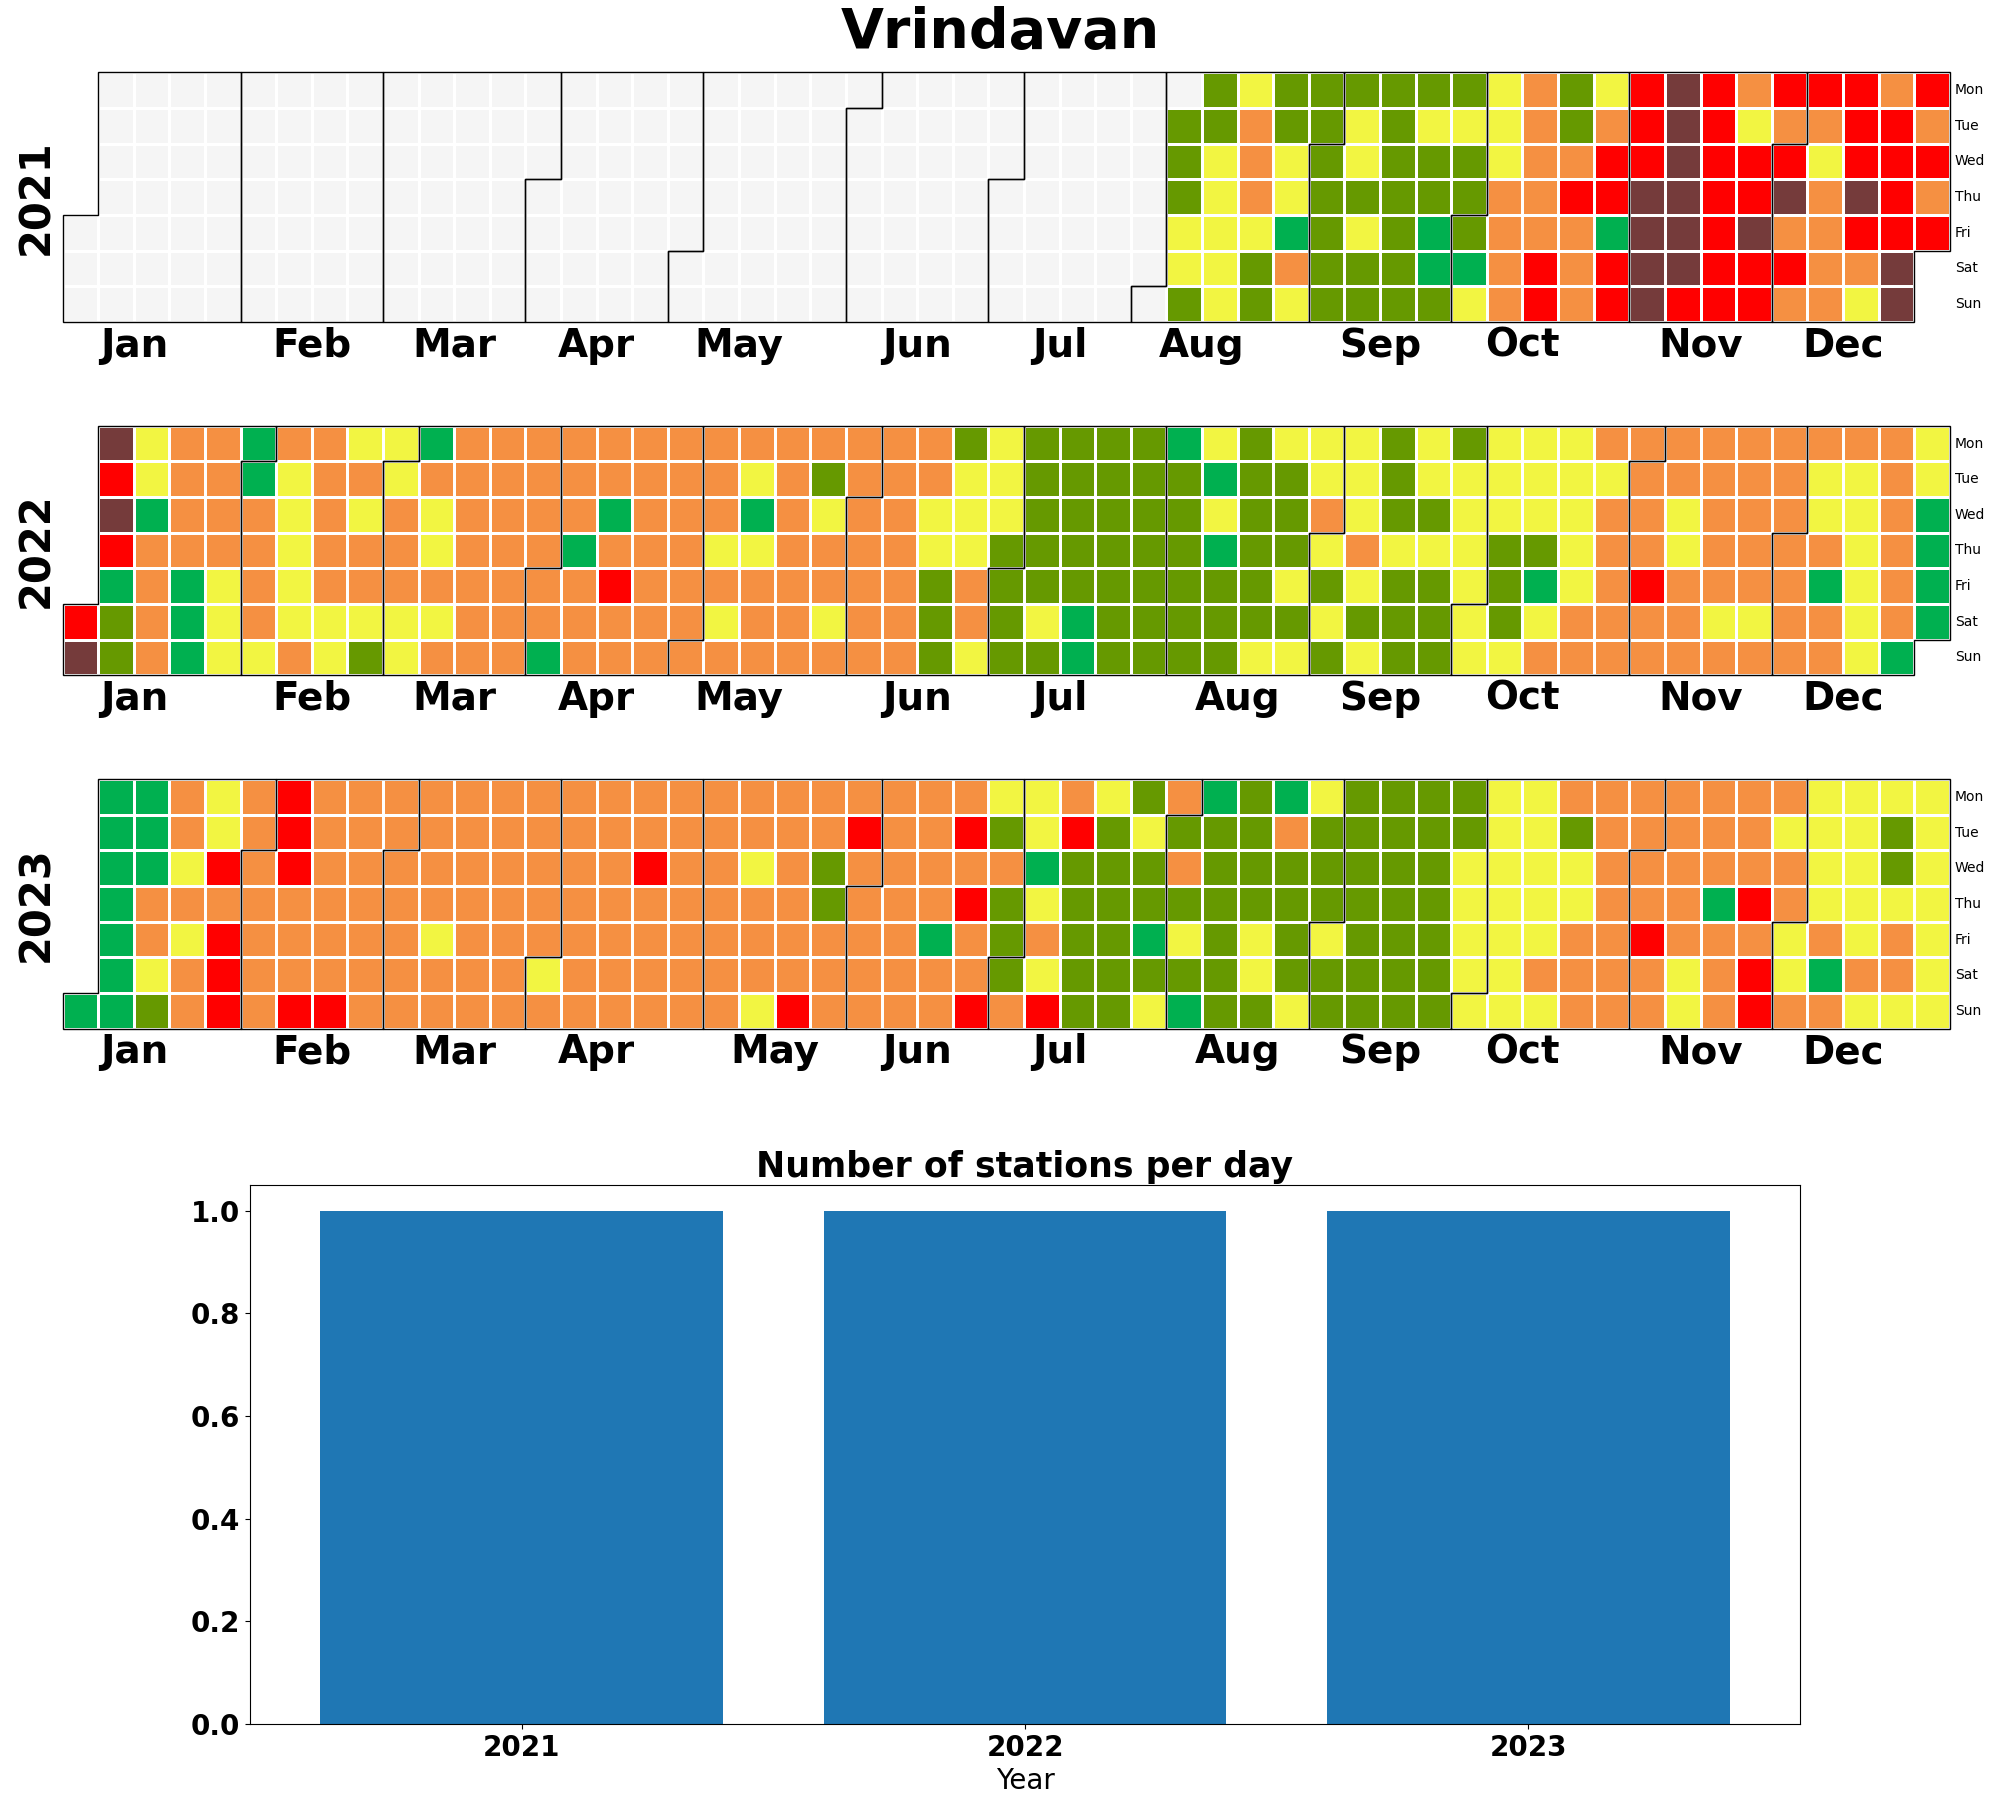 Vrindavan
2021
Mon
Tue
Wed
Thu
Fri
Sat
Sun
Jan Feb Mar Apr May Jun Jul Aug Sep Oct Nov Dec
2022
Mon
Tue
Wed
Thu
Fri
Sat
Sun
Jan Feb Mar Apr May Jun Jul Aug Sep Oct Nov Dec
2023
Mon
Tue
Wed
Thu
Fri
Sat
Sun
Jan Feb Mar Apr May Jun Jul Aug Sep Oct Nov Dec
Number of stations per day
1.0
0.8
0.6
0.4
0.2
0.0
2021 2022 2023
Year